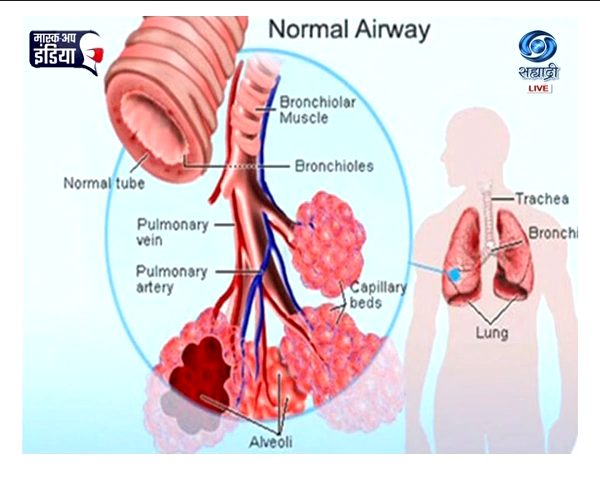 Normal Airway
मास्क अप
इंडिया
सह्याद्री
LIVE
Bronchiolar
Muscle
Bronchioles
Normal tube
Pulmonary
vein
Pulmonary
artery
Capillary
beds
Alveoli
Trachea
Bronchi
Lung